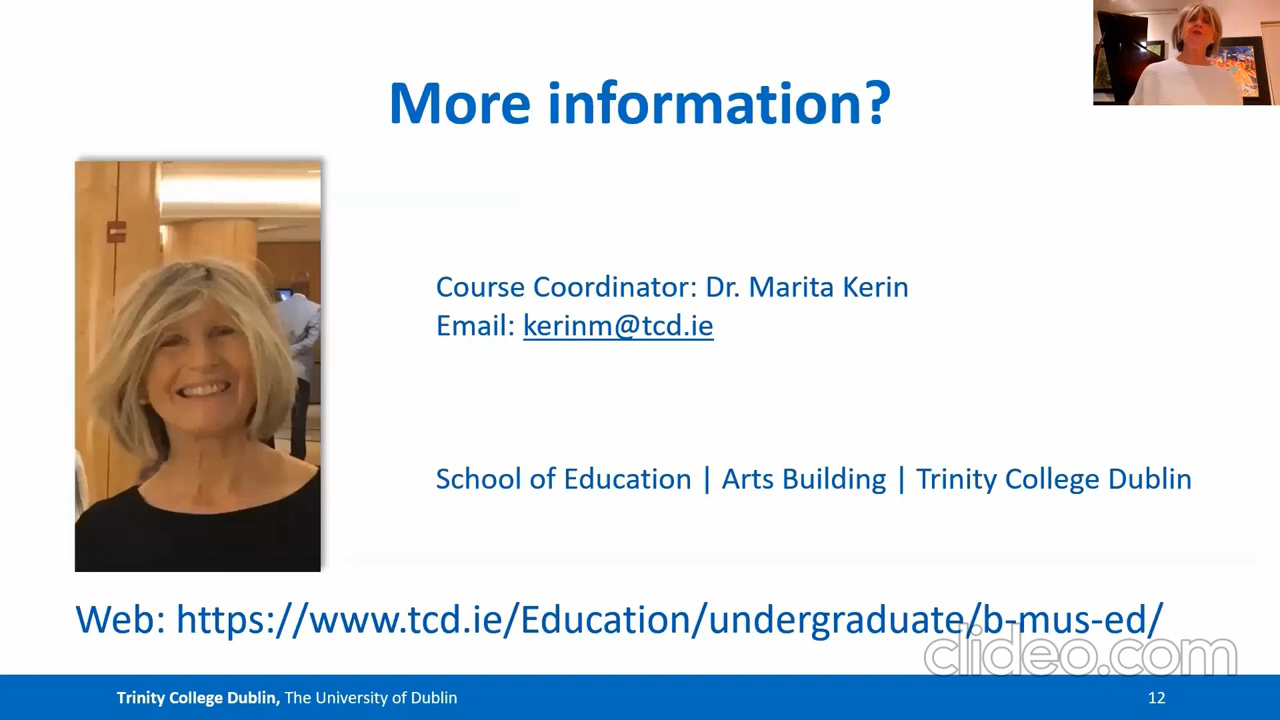 More information?
Course Coordinator: Dr. Marita Kerin
Email: kerinm@tcd.ie
School of Education | Arts Building | Trinity College Dublin
Web: https://www.tcd.ie/Education/undergraduate/b-mus-ed/
clideo.com
Trinity College Dublin, The University of Dublin
12